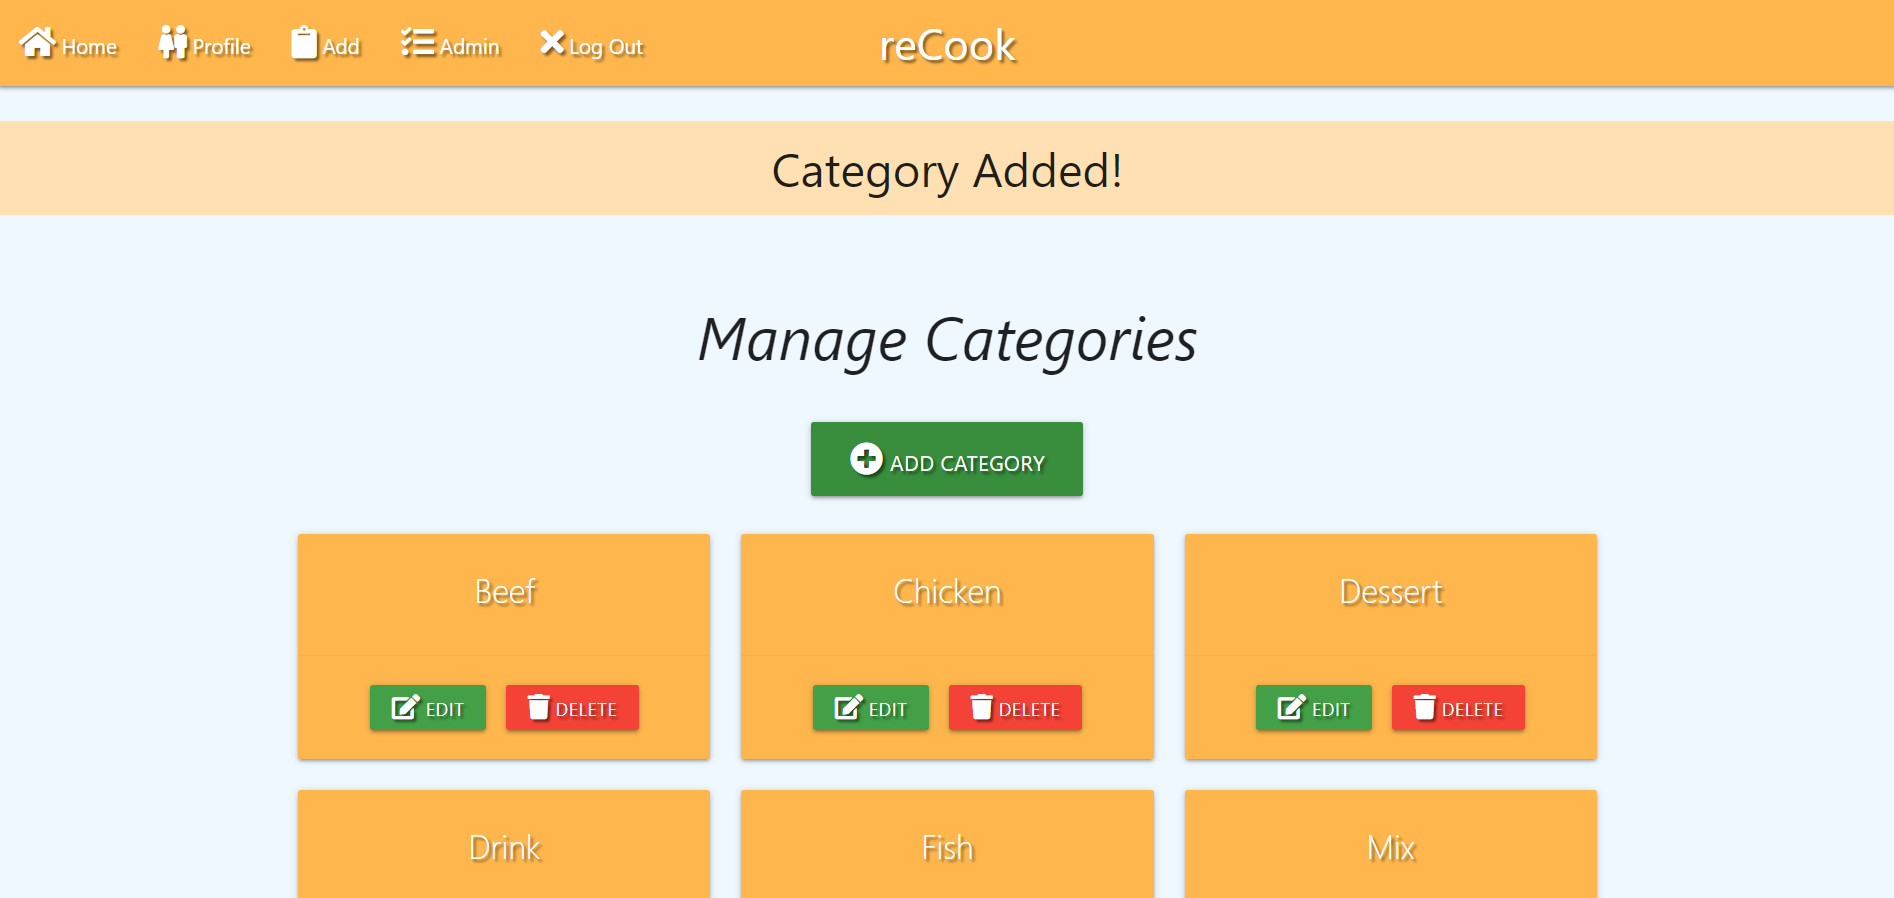 Home Profile Add Admin Log Out reCook
Category Added!
Manage Categories
ADD CATEGORY
Beef Chicken Dessert
EDIT DELETE EDIT DELETE EDIT DELETE
Drink Fish Mix